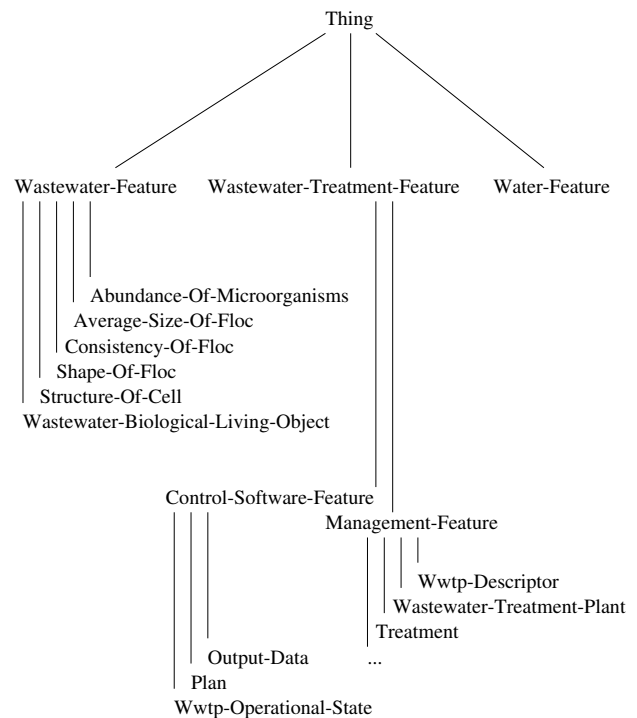 Thing
Wastewater-Feature
Wastewater-Treatment-Feature
Water-Feature
Abundance-Of-Microorganisms
Average-Size-Of-Floc
Consistency-Of-Floc
Shape-Of-Floc
Structure-Of-Cell
Wastewater-Biological-Living-Object
Control-Software-Feature
Management-Feature
Wwtp-Descriptor
Wastewater-Treatment-Plant
Treatment
...
Output-Data
Plan
Wwtp-Operational-State